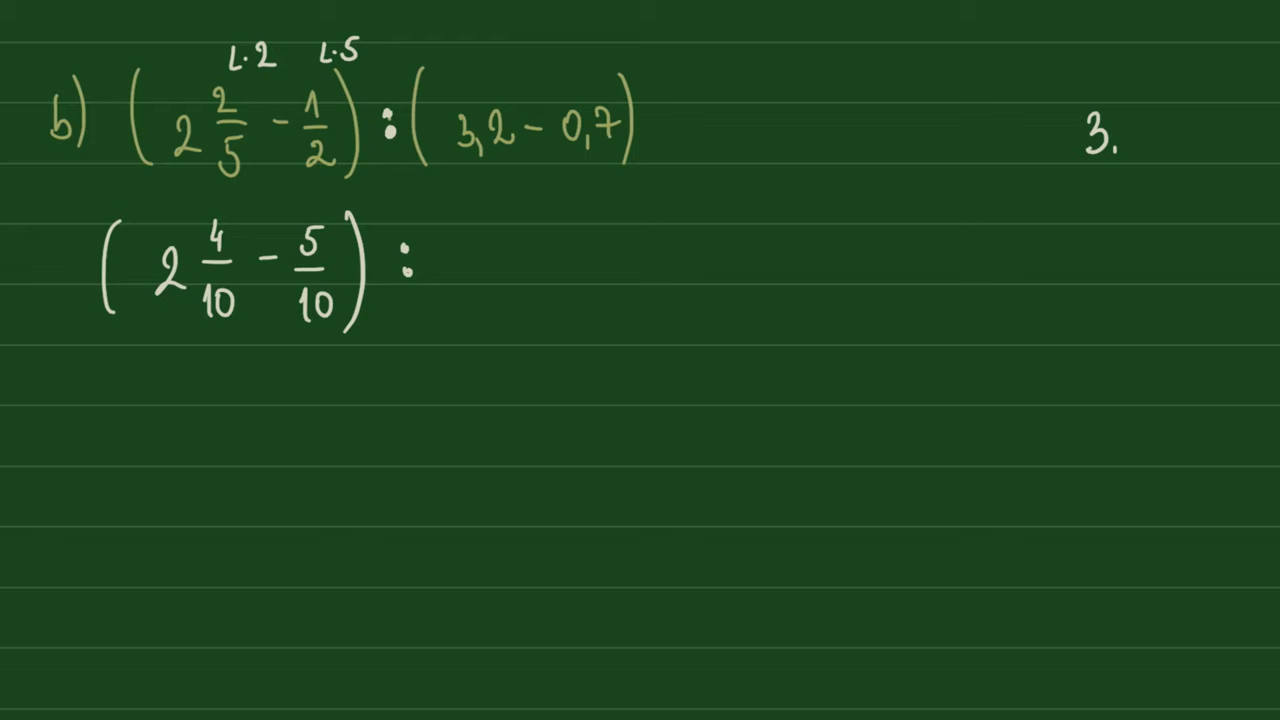 L·2 L·5
b) (2 2/5 - 1/2) : (3,2 - 0,7)
3.
(2 4/10 - 5/10) :